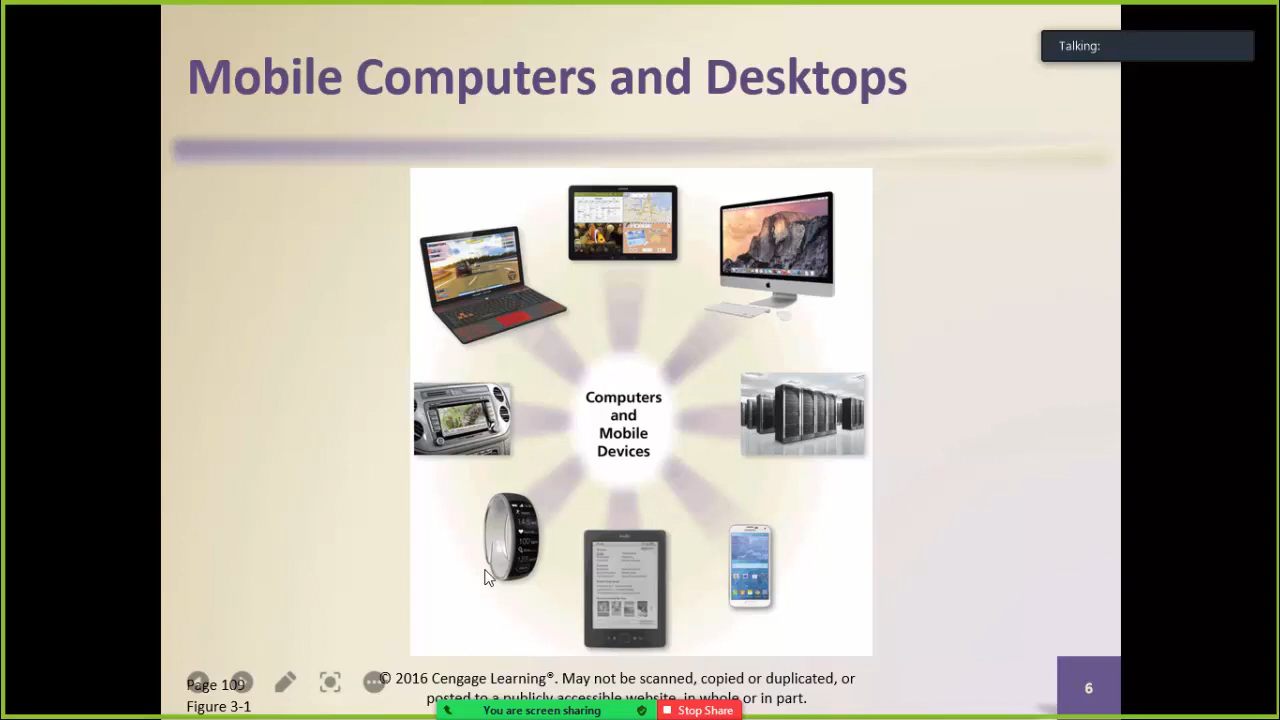 Mobile Computers and Desktops
Talking:
Computers
and
Mobile
Devices
Page 109
Figure 3-1
© 2016 Cengage Learning®. May not be scanned, copied or duplicated, or
posted to a publicly accessible website, in whole or in part.
6
You are screen sharing
Stop Share